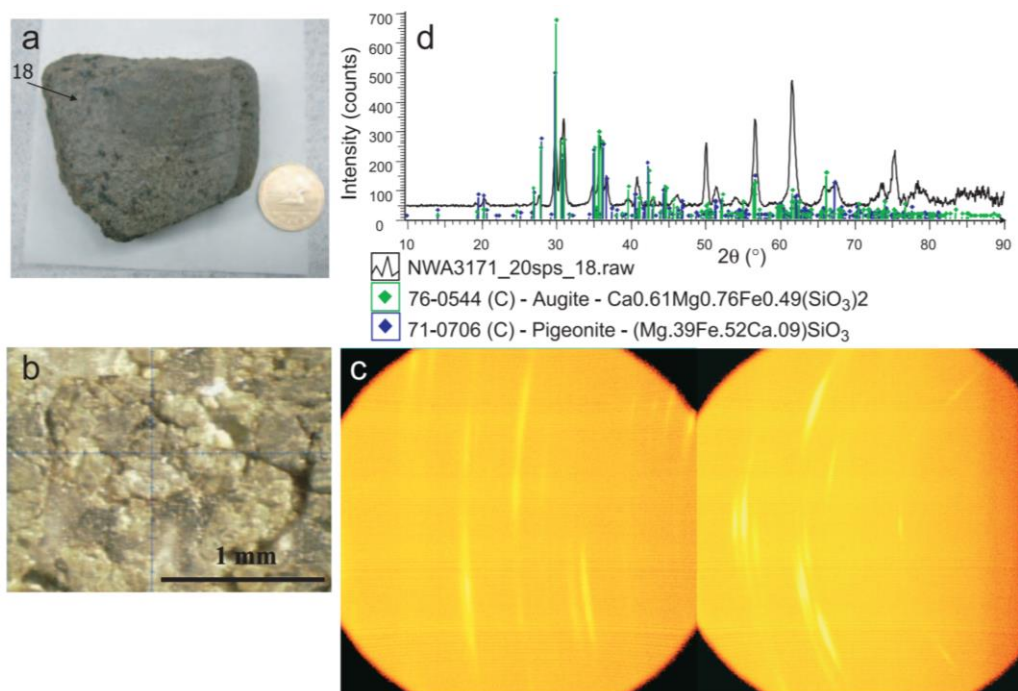 a
18
b
1 mm
c
d
Intensity (counts)
700
600
500
400
300
200
100
0
10 20 30 40 50 60 70 80 90
2θ (°)
NWA3171_20sps_18.raw
76-0544 (C) - Augite - Ca0.61Mg0.76Fe0.49(SiO3)2
71-0706 (C) - Pigeonite - (Mg.39Fe.52Ca.09)SiO3